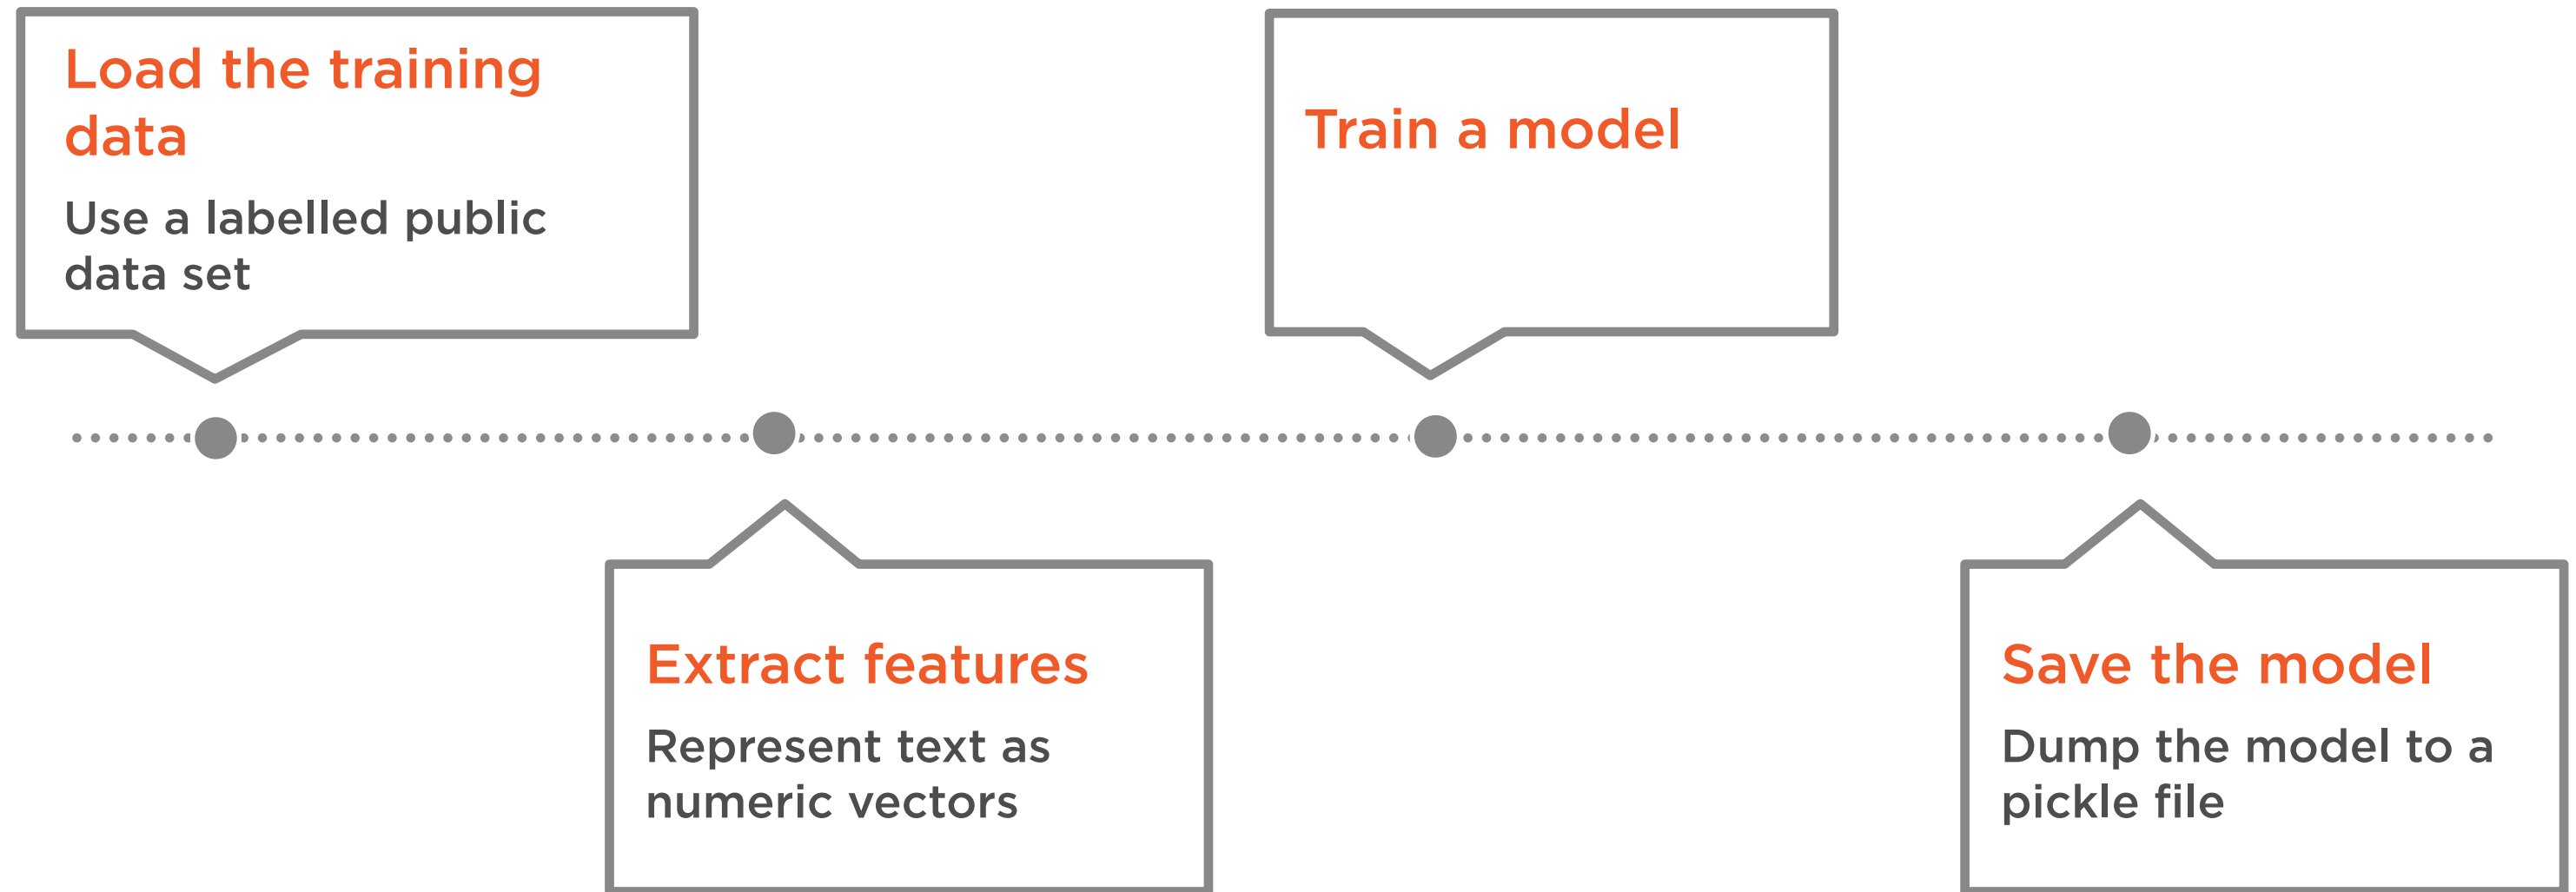 Load the training
data
Use a labelled public
data set
Extract features
Represent text as
numeric vectors
Train a model
Save the model
Dump the model to a
pickle file